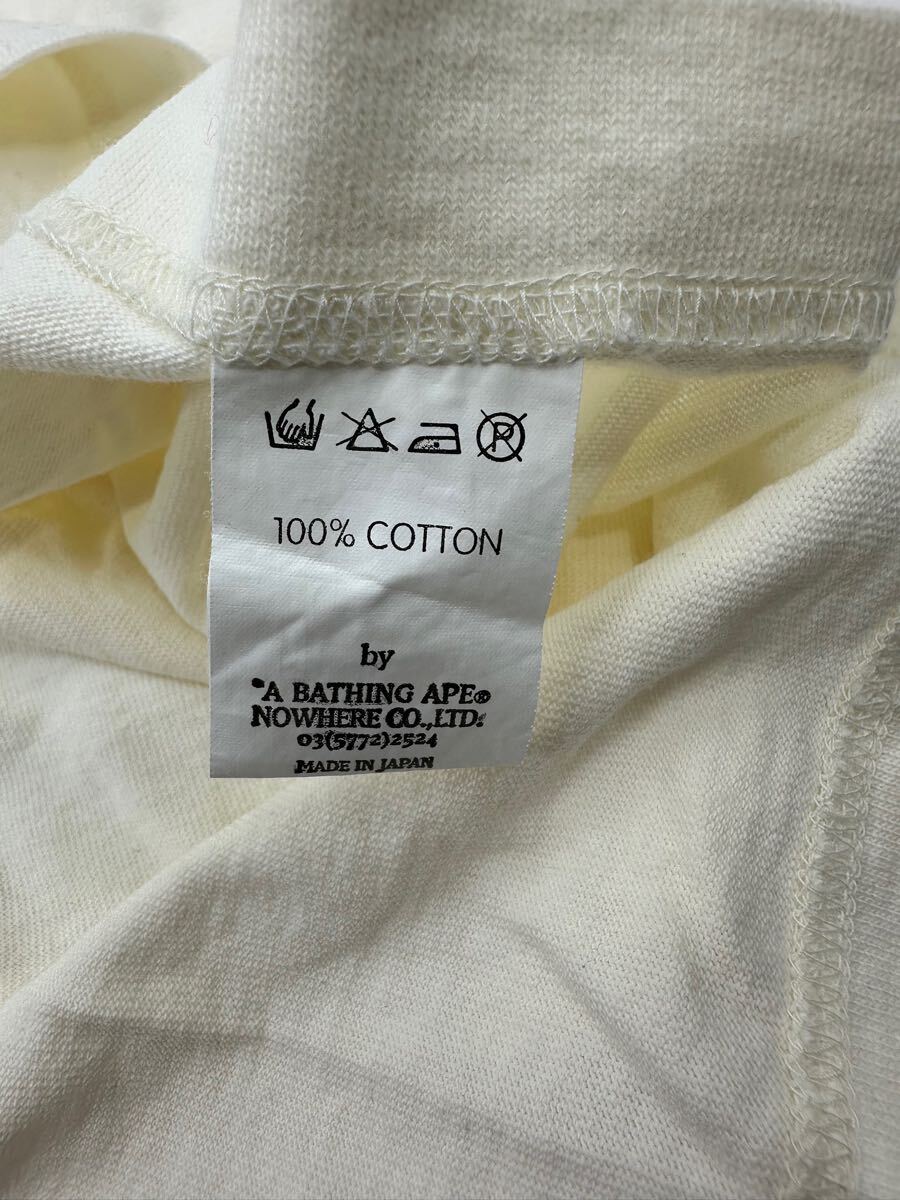 P
100% COTTON
by
"A BATHING APE®
NOWHERE CO.,LTD.
03(5772)2524
MADE IN JAPAN